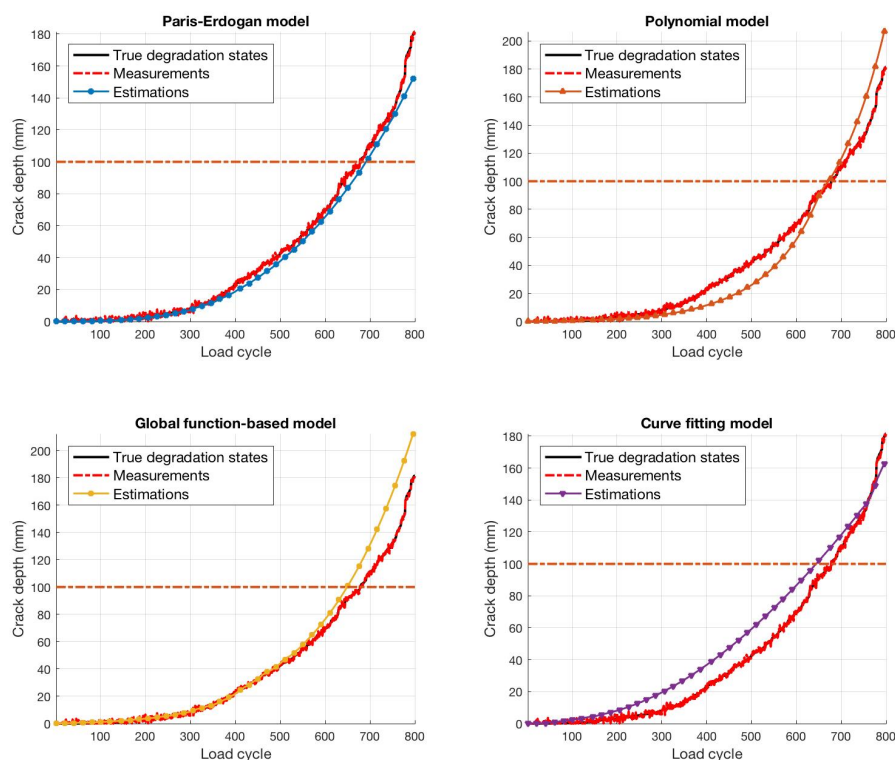 Paris-Erdogan model
180
160
140
120
100
80
60
40
20
0
Crack depth (mm)
True degradation states
Measurements
Estimations
100 200 300 400 500 600 700 800
Load cycle
Polynomial model
200
180
160
140
120
100
80
60
40
20
0
Crack depth (mm)
True degradation states
Measurements
Estimations
100 200 300 400 500 600 700 800
Load cycle
Global function-based model
200
180
160
140
120
100
80
60
40
20
0
Crack depth (mm)
True degradation states
Measurements
Estimations
100 200 300 400 500 600 700 800
Load cycle
Curve fitting model
180
160
140
120
100
80
60
40
20
0
Crack depth (mm)
True degradation states
Measurements
Estimations
100 200 300 400 500 600 700 800
Load cycle